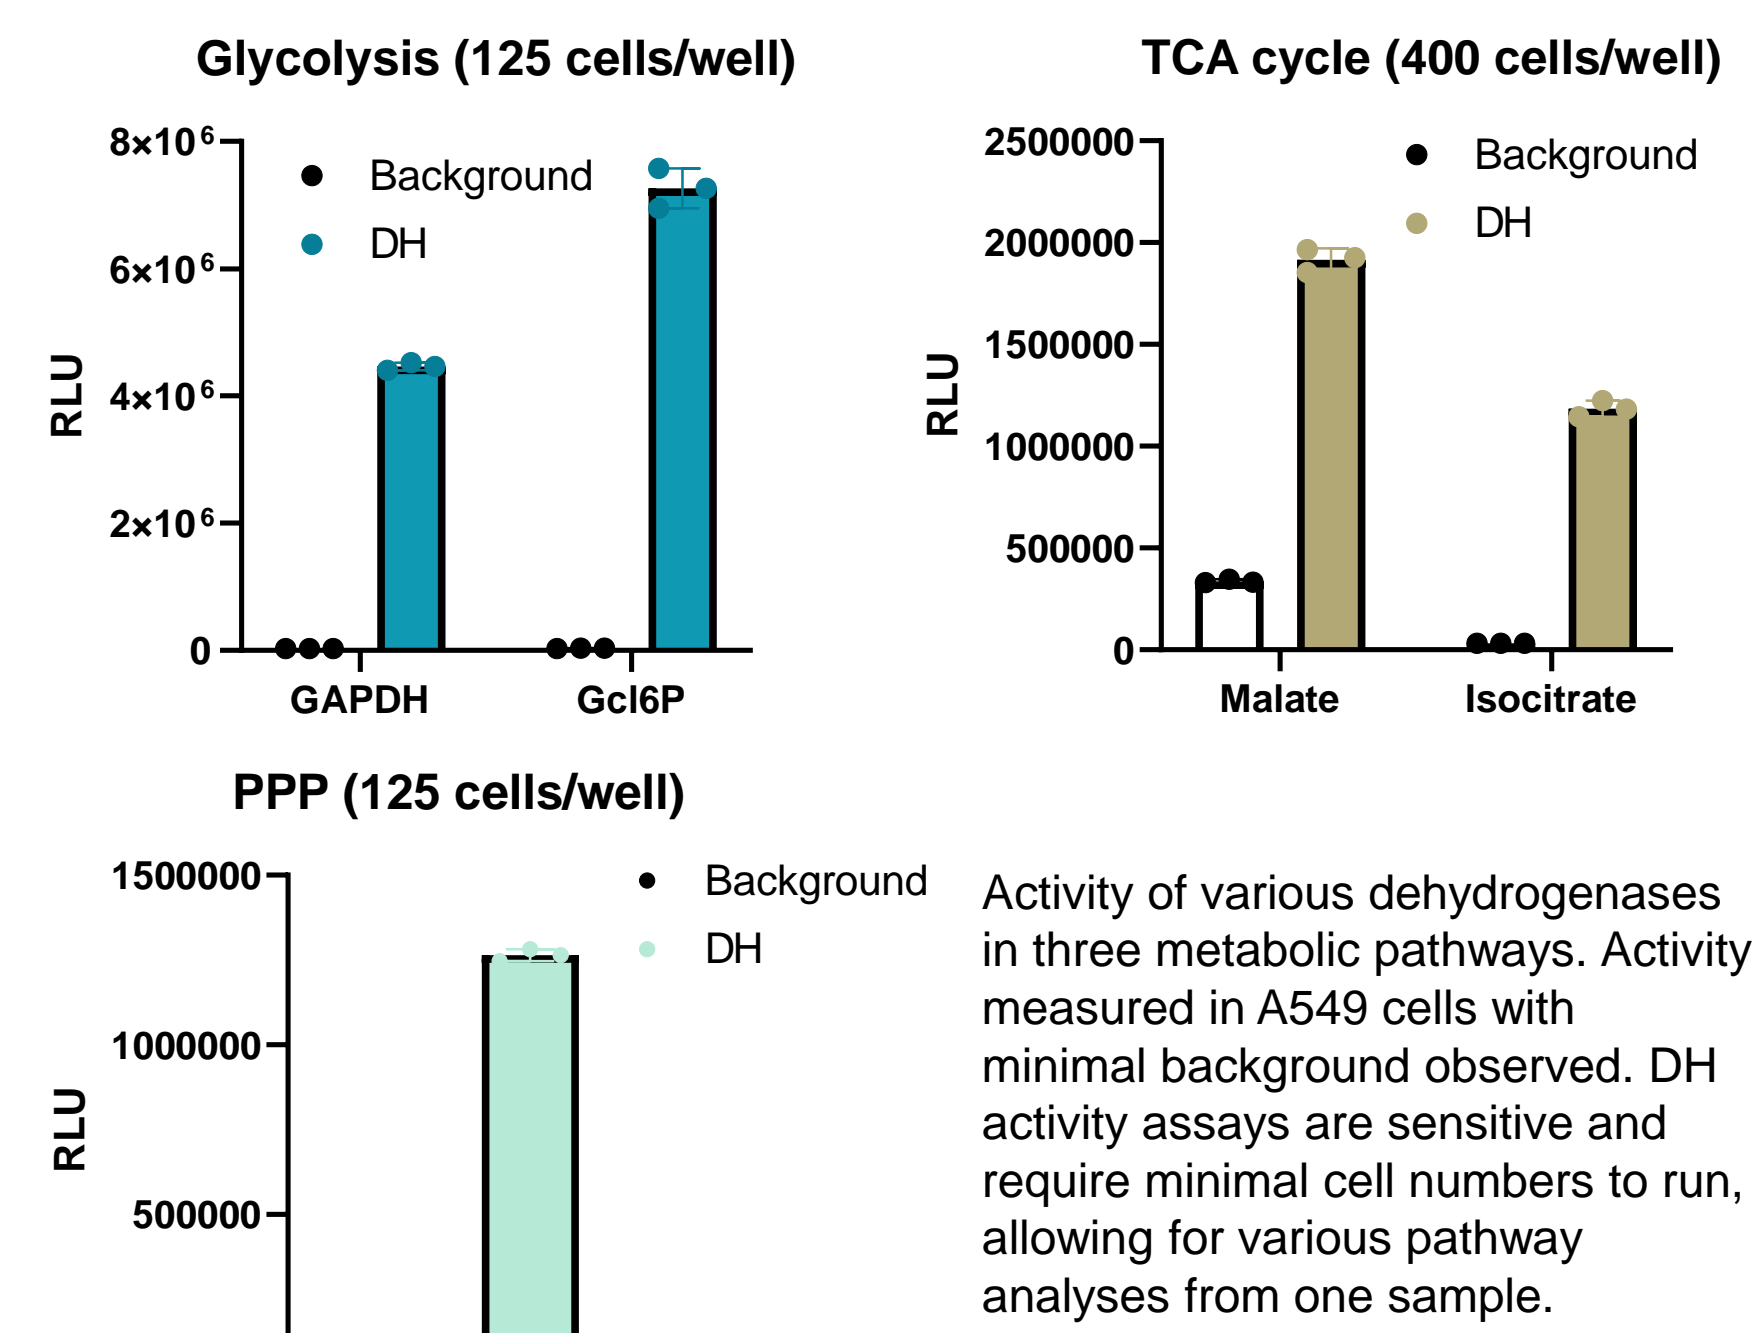 Glycolysis (125 cells/well)
8×10⁶
6×10⁶
4×10⁶
2×10⁶
0
RLU
Background
DH
GAPDH
Gcl6P
TCA cycle (400 cells/well)
2500000
2000000
1500000
1000000
500000
0
RLU
Background
DH
Malate
Isocitrate
PPP (125 cells/well)
1500000
1000000
500000
RLU
Background
DH
Activity of various dehydrogenases
in three metabolic pathways. Activity
measured in A549 cells with
minimal background observed. DH
activity assays are sensitive and
require minimal cell numbers to run,
allowing for various pathway
analyses from one sample.